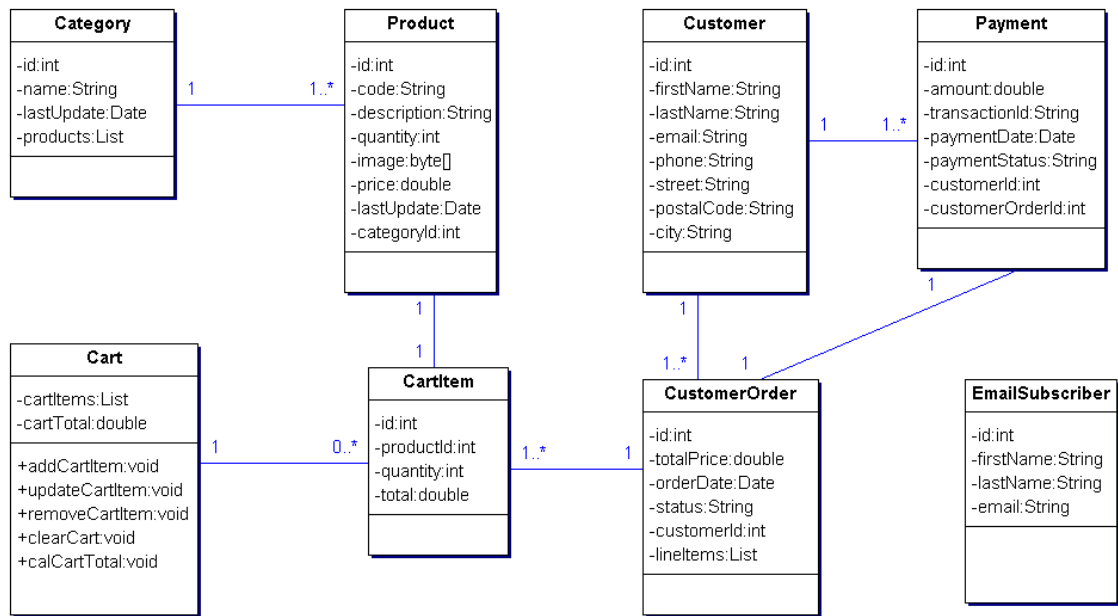 Category
-id:int
-name:String
-lastUpdate:Date
-products:List
1
1..*
Product
-id:int
-code:String
-description:String
-quantity:int
-image:byte[]
-price:double
-lastUpdate:Date
-categoryId:int
Customer
-id:int
-firstName:String
-lastName:String
-email:String
-phone:String
-street:String
-postalCode:String
-city:String
1
1..*
Payment
-id:int
-amount:double
-transactionId:String
-paymentDate:Date
-paymentStatus:String
-customerId:int
-customerOrderId:int
1
1
1
1..*
1
1
Cart
-cartItems:List
-cartTotal:double
+addCartItem:void
+updateCartItem:void
+removeCartItem:void
+clearCart:void
+calCartTotal:void
1
0..*
CartItem
-id:int
-productId:int
-quantity:int
-total:double
1..*
1
CustomerOrder
-id:int
-totalPrice:double
-orderDate:Date
-status:String
-customerId:int
-lineItems:List
EmailSubscriber
-id:int
-firstName:String
-lastName:String
-email:String